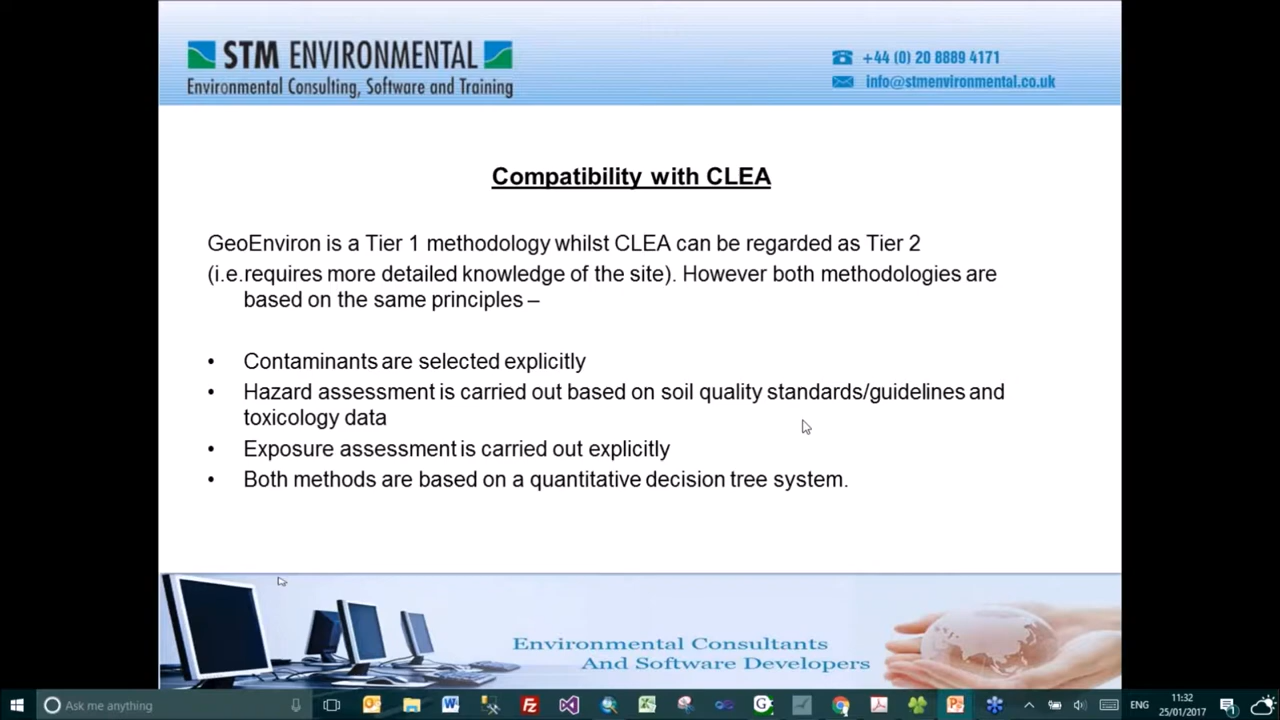 STM ENVIRONMENTAL
Environmental Consulting, Software and Training
+44 (0) 20 8889 4171
info@stmenvironmental.co.uk
Compatibility with CLEA
GeoEnviron is a Tier 1 methodology whilst CLEA can be regarded as Tier 2
(i.e.requires more detailed knowledge of the site). However both methodologies are
based on the same principles –
• Contaminants are selected explicitly
• Hazard assessment is carried out based on soil quality standards/guidelines and
toxicology data
• Exposure assessment is carried out explicitly
• Both methods are based on a quantitative decision tree system.
Environmental Consultants
And Software Developers
Ask me anything
ENG
11:32
25/01/2017